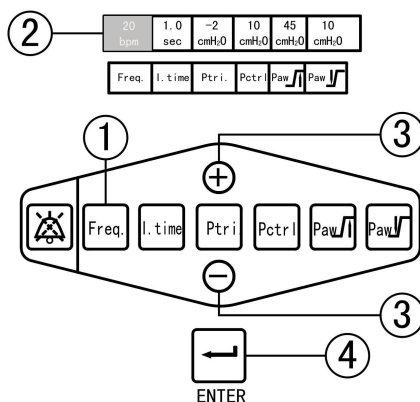 ② 20 bpm 1.0 sec -2 cmH₂O 10 cmH₂O 45 cmH₂O 10 cmH₂O
Freq. I.time Ptri. Pctrl Paw Paw
① ③
+
Freq. I.time Ptri. Pctrl Paw Paw
−
③
④
ENTER